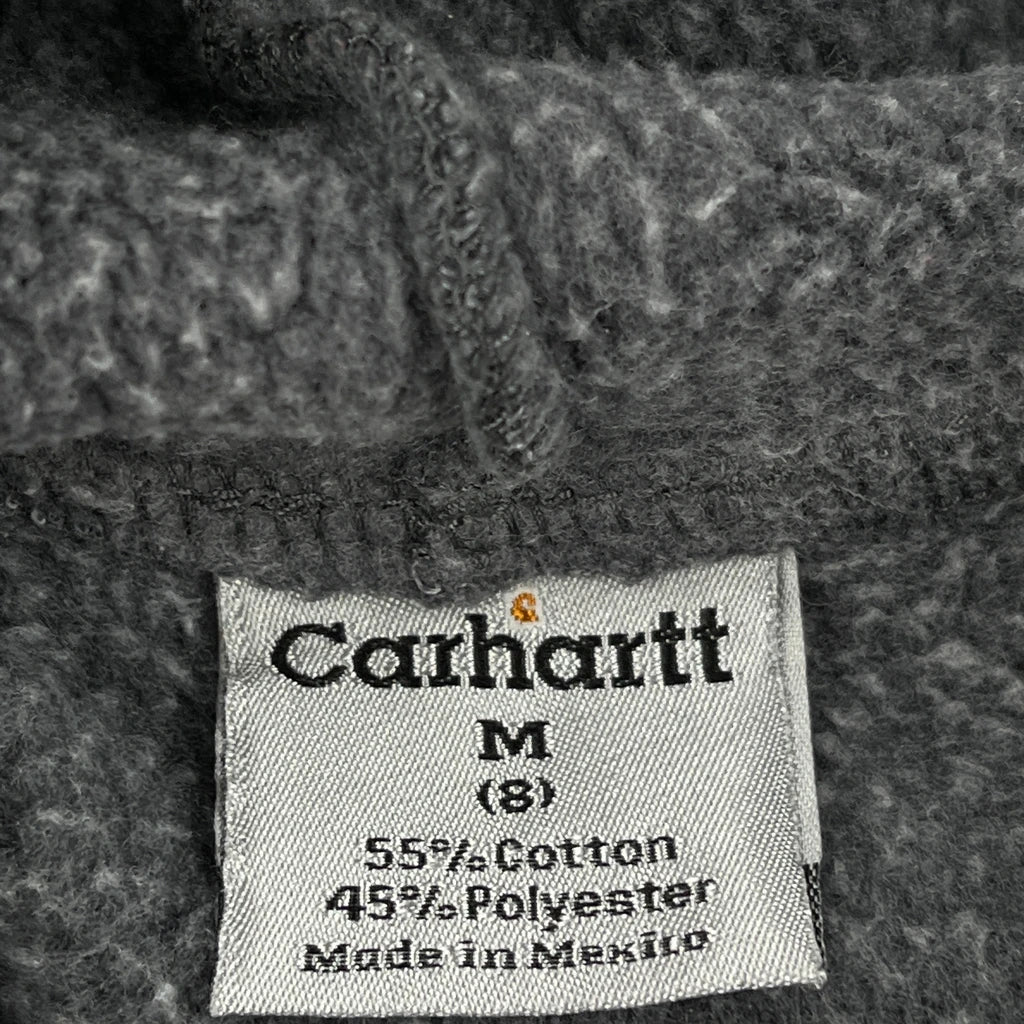 Carhartt
M
(8)
55% Cotton
45% Polyester
Made in Mexico